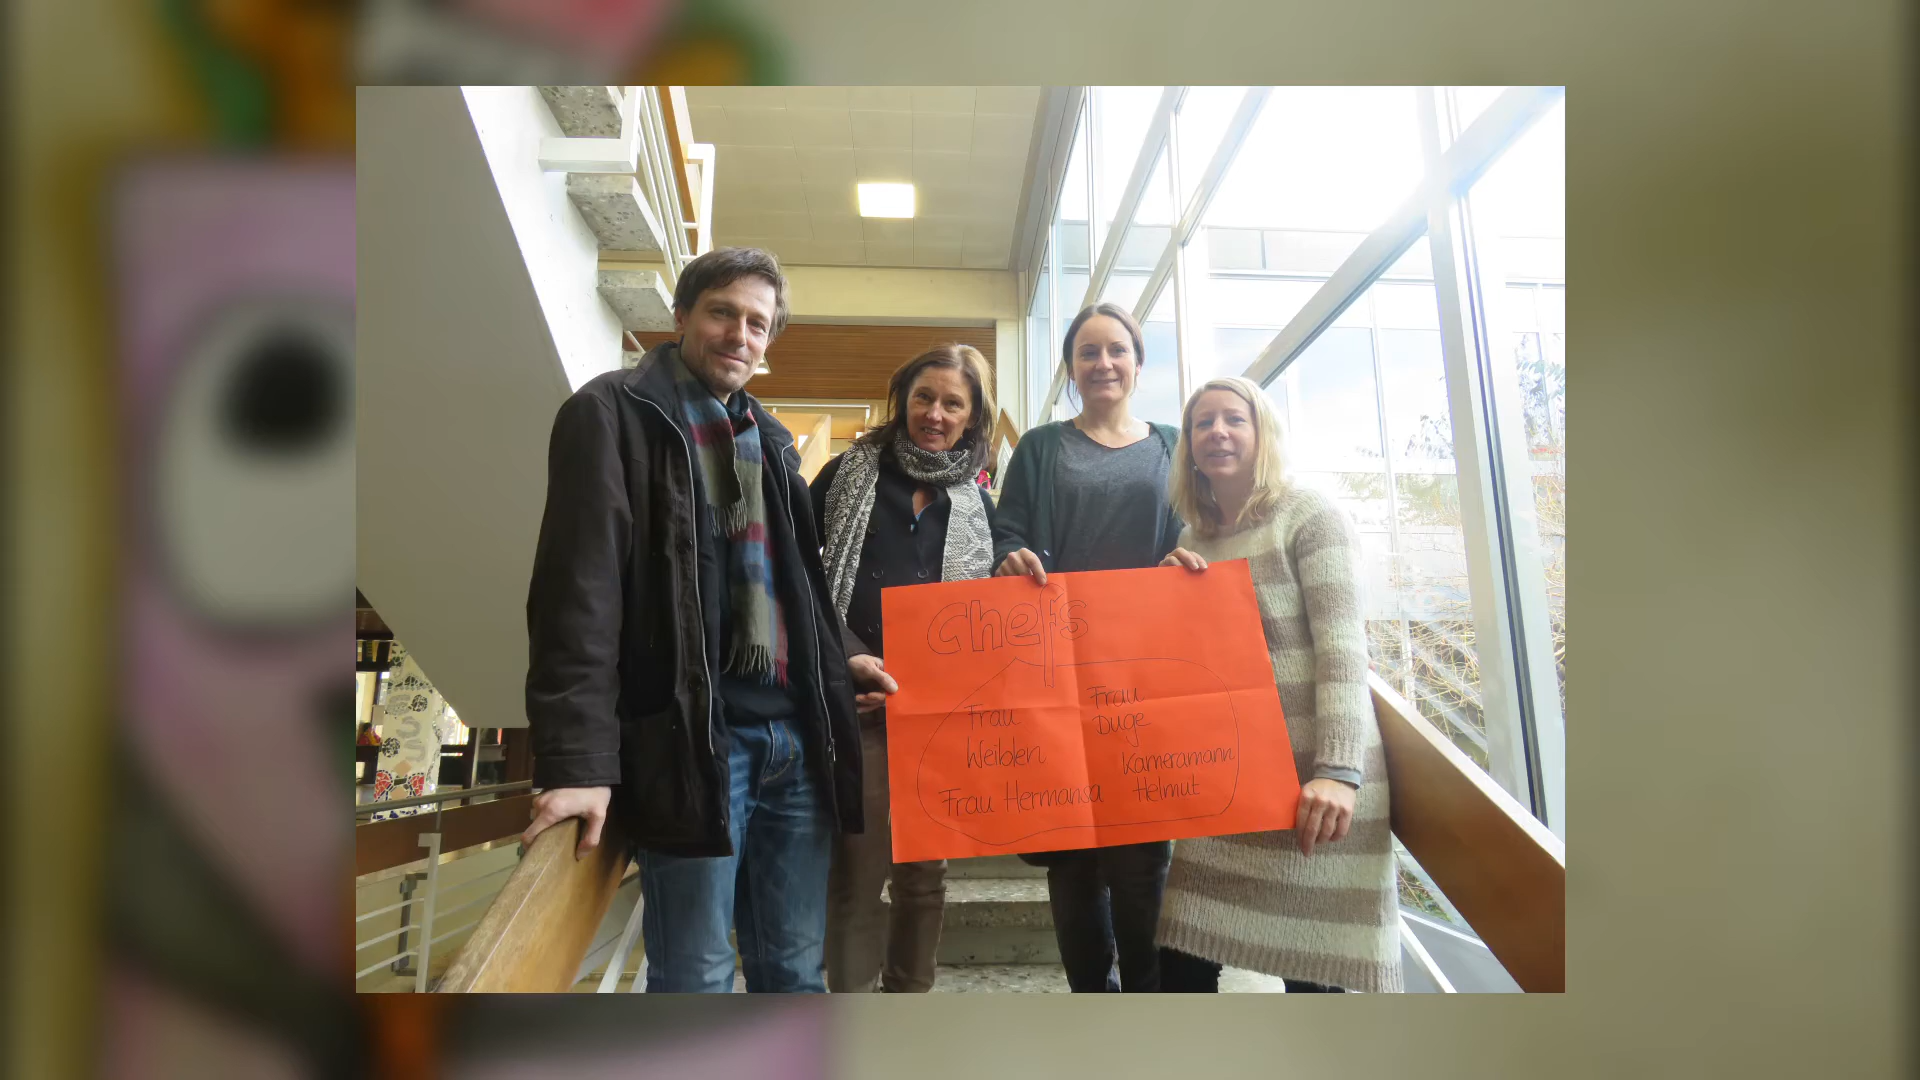 Chefs
Frau
Weiblen
Frau Hermansa
Frau
Duge
Kameramann
Helmut